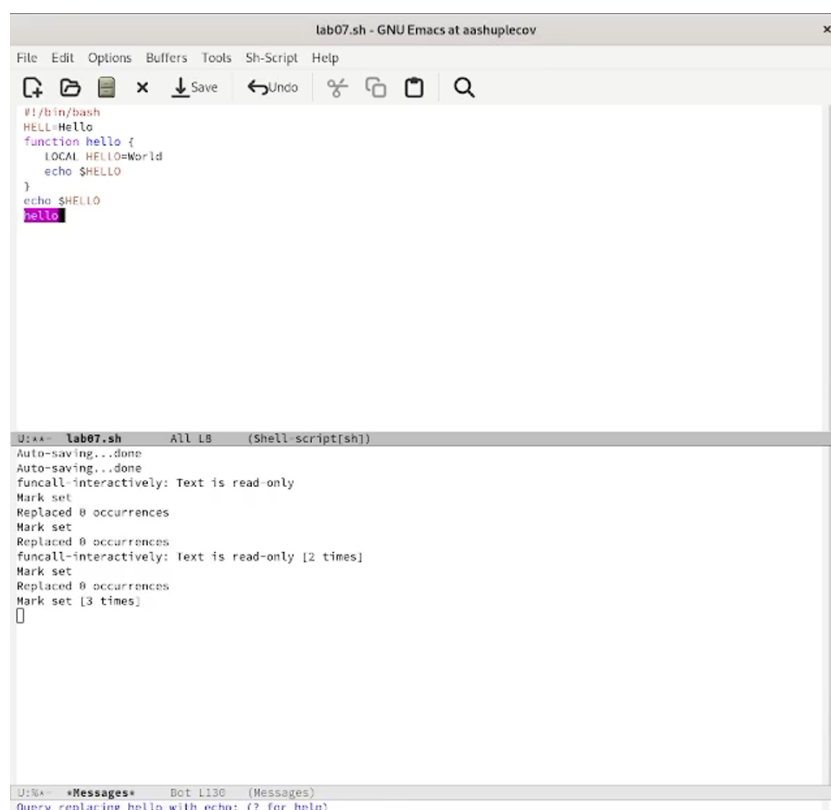 lab07.sh - GNU Emacs at aashuplecov
File Edit Options Buffers Tools Sh-Script Help
Save Undo
#!/bin/bash
HELL=Hello
function hello {
LOCAL HELLO=World
echo $HELLO
}
echo $HELLO
hello
U:**- lab07.sh All L8 (Shell-script[sh])
Auto-saving...done
Auto-saving...done
funcall-interactively: Text is read-only
Mark set
Replaced 0 occurrences
Mark set
Replaced 0 occurrences
funcall-interactively: Text is read-only [2 times]
Mark set
Replaced 0 occurrences
Mark set [3 times]
U:%*- *Messages* Bot L130 (Messages)
Query replacing hello with echo: (? for help)